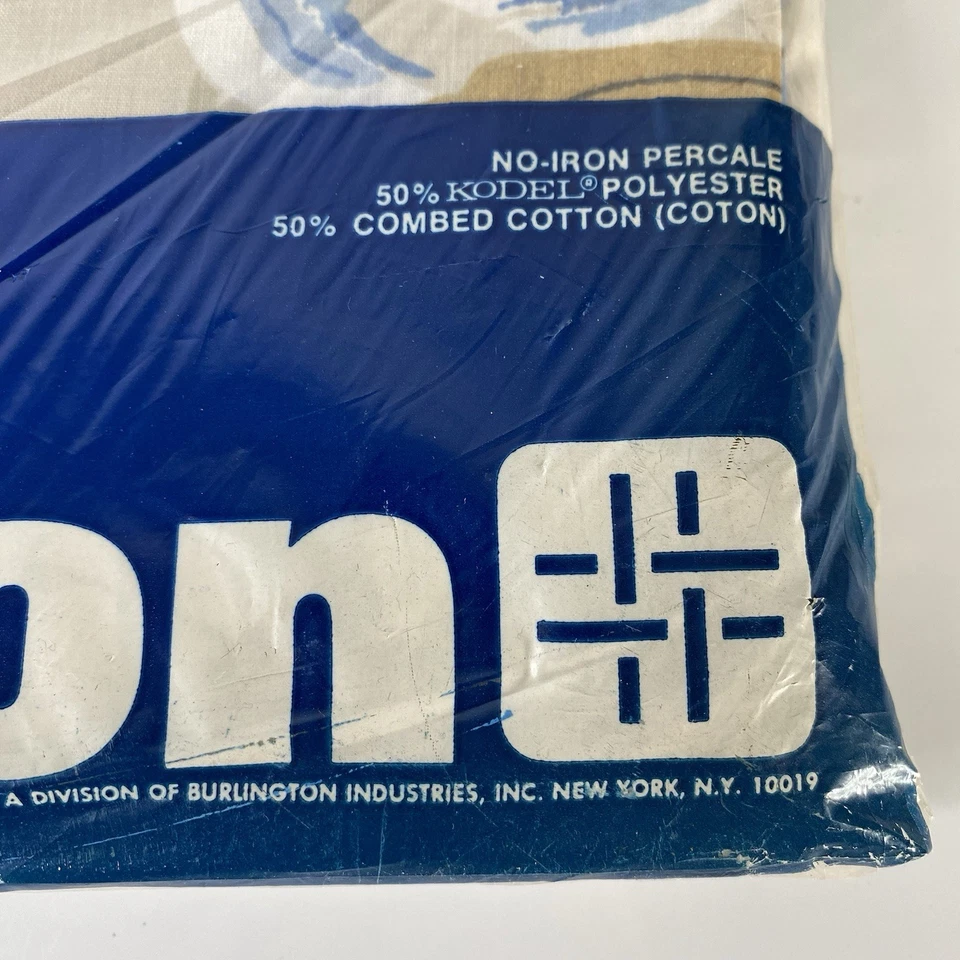 NO-IRON PERCALE
50% KODEL® POLYESTER
50% COMBED COTTON (COTON)
on
A DIVISION OF BURLINGTON INDUSTRIES, INC. NEW YORK, N.Y. 10019